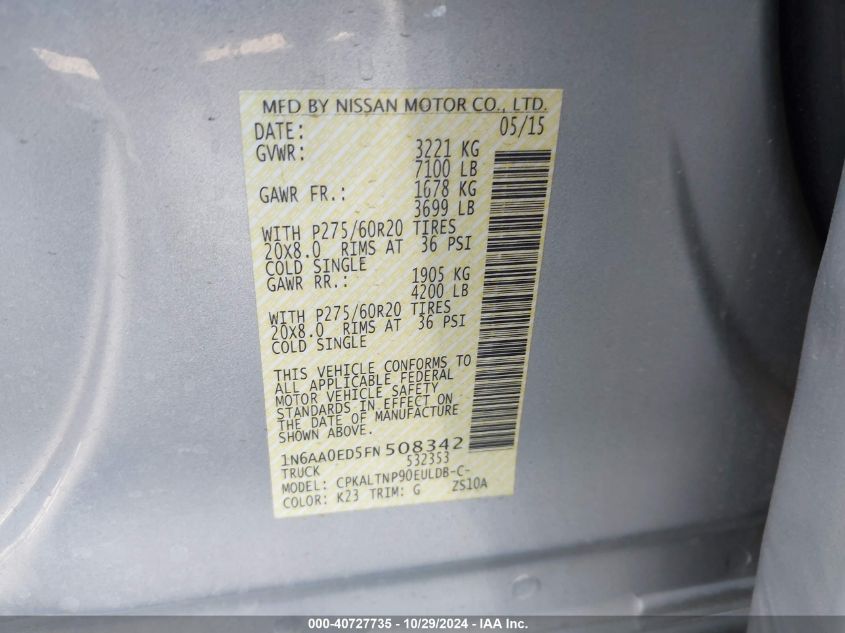 MFD BY NISSAN MOTOR CO., LTD.
DATE: 05/15
GVWR: 3221 KG
7100 LB
GAWR FR.: 1678 KG
3699 LB
WITH P275/60R20 TIRES
20X8.0 RIMS AT 36 PSI
COLD SINGLE
GAWR RR.: 1905 KG
4200 LB
WITH P275/60R20 TIRES
20X8.0 RIMS AT 36 PSI
COLD SINGLE
THIS VEHICLE CONFORMS TO
ALL APPLICABLE FEDERAL
MOTOR VEHICLE SAFETY
STANDARDS IN EFFECT ON
THE DATE OF MANUFACTURE
SHOWN ABOVE.
1N6AA0ED5FN508342
TRUCK 532353
MODEL: CPKALTNP90EULDB-C-
COLOR: K23 TRIM: G ZS10A
000-40727735 - 10/29/2024 - IAA Inc.